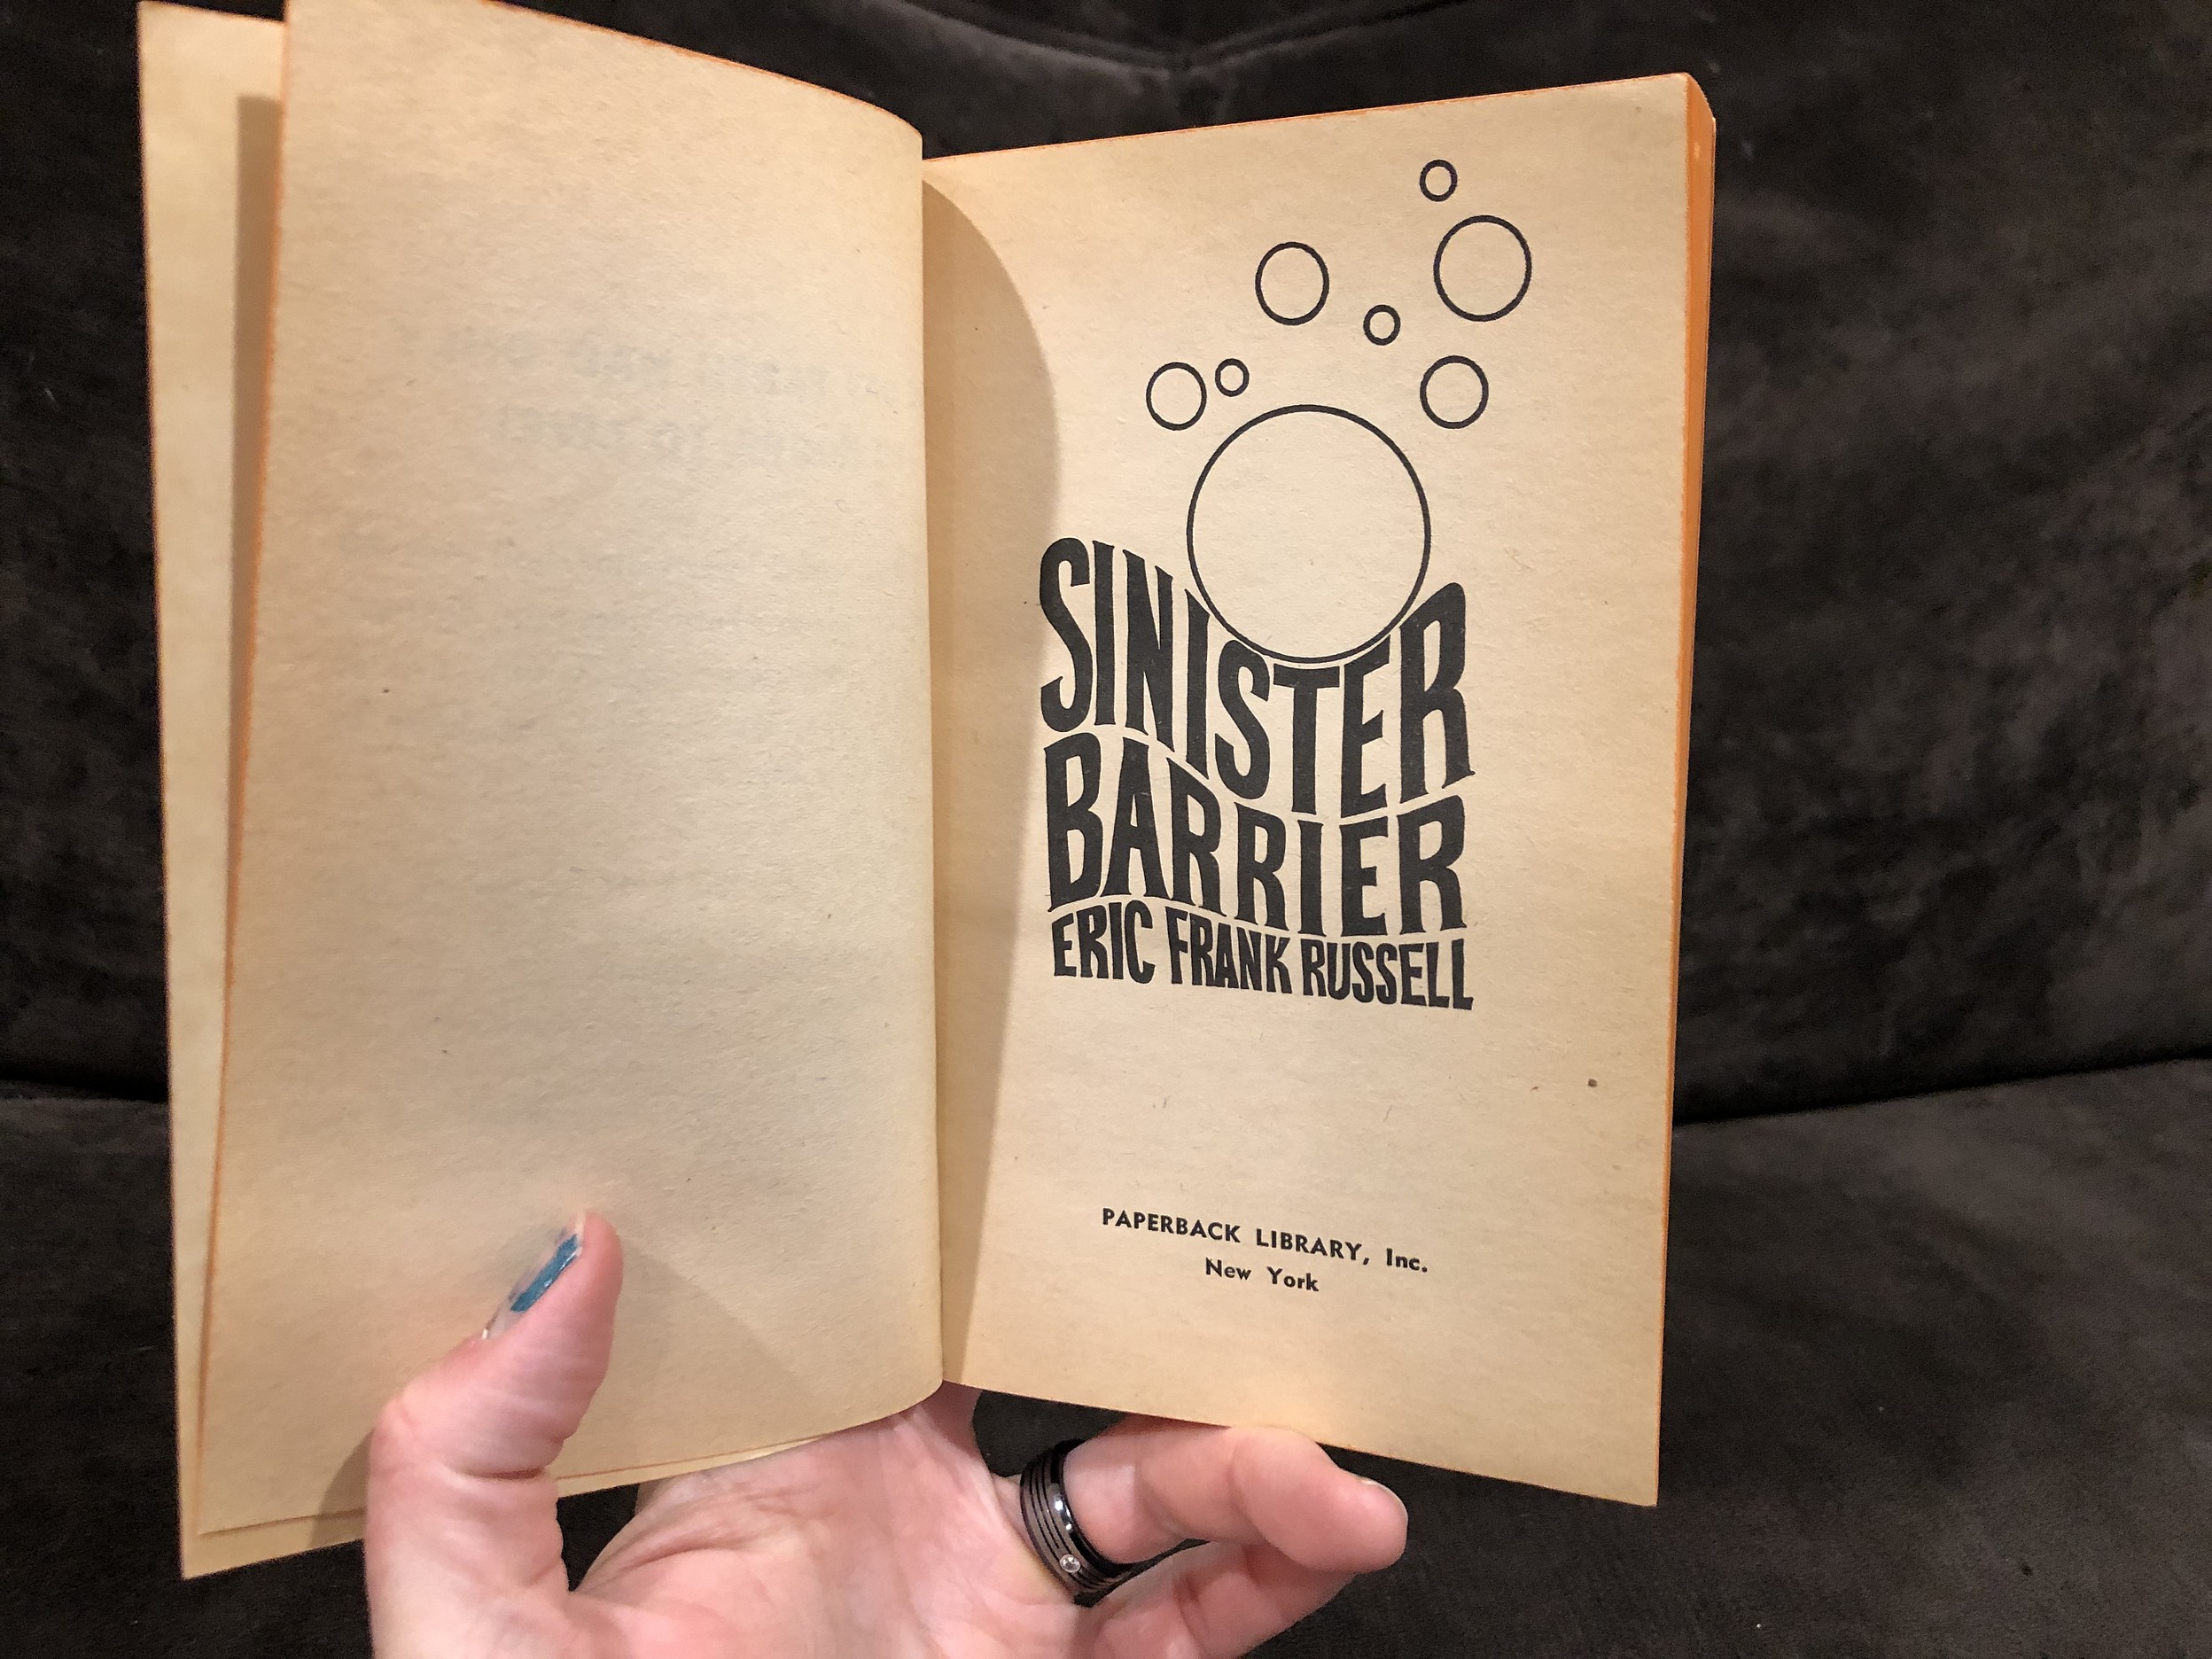 SINISTER
BARRIER
ERIC FRANK RUSSELL
PAPERBACK LIBRARY, Inc.
New York